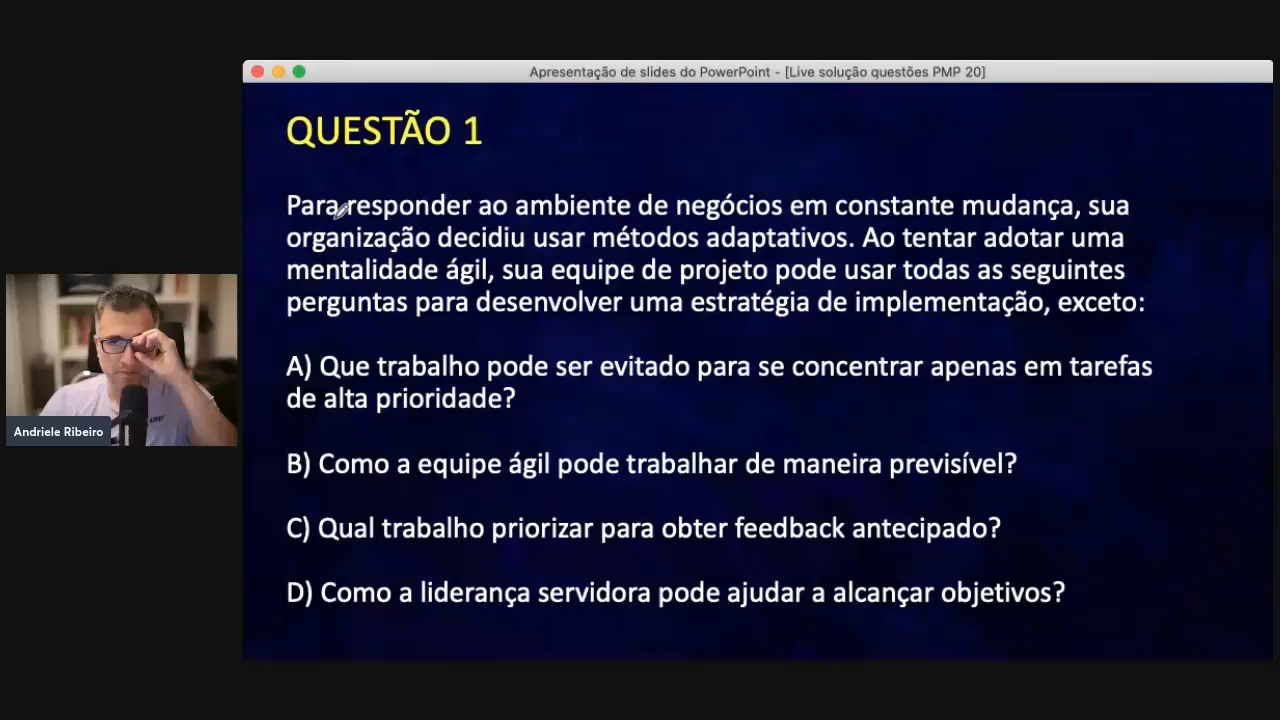 Apresentação de slides do PowerPoint - [Live solução questões PMP 20]
QUESTÃO 1
Para responder ao ambiente de negócios em constante mudança, sua
organização decidiu usar métodos adaptativos. Ao tentar adotar uma
mentalidade ágil, sua equipe de projeto pode usar todas as seguintes
perguntas para desenvolver uma estratégia de implementação, exceto:
A) Que trabalho pode ser evitado para se concentrar apenas em tarefas
de alta prioridade?
B) Como a equipe ágil pode trabalhar de maneira previsível?
C) Qual trabalho priorizar para obter feedback antecipado?
D) Como a liderança servidora pode ajudar a alcançar objetivos?
Andriele Ribeiro